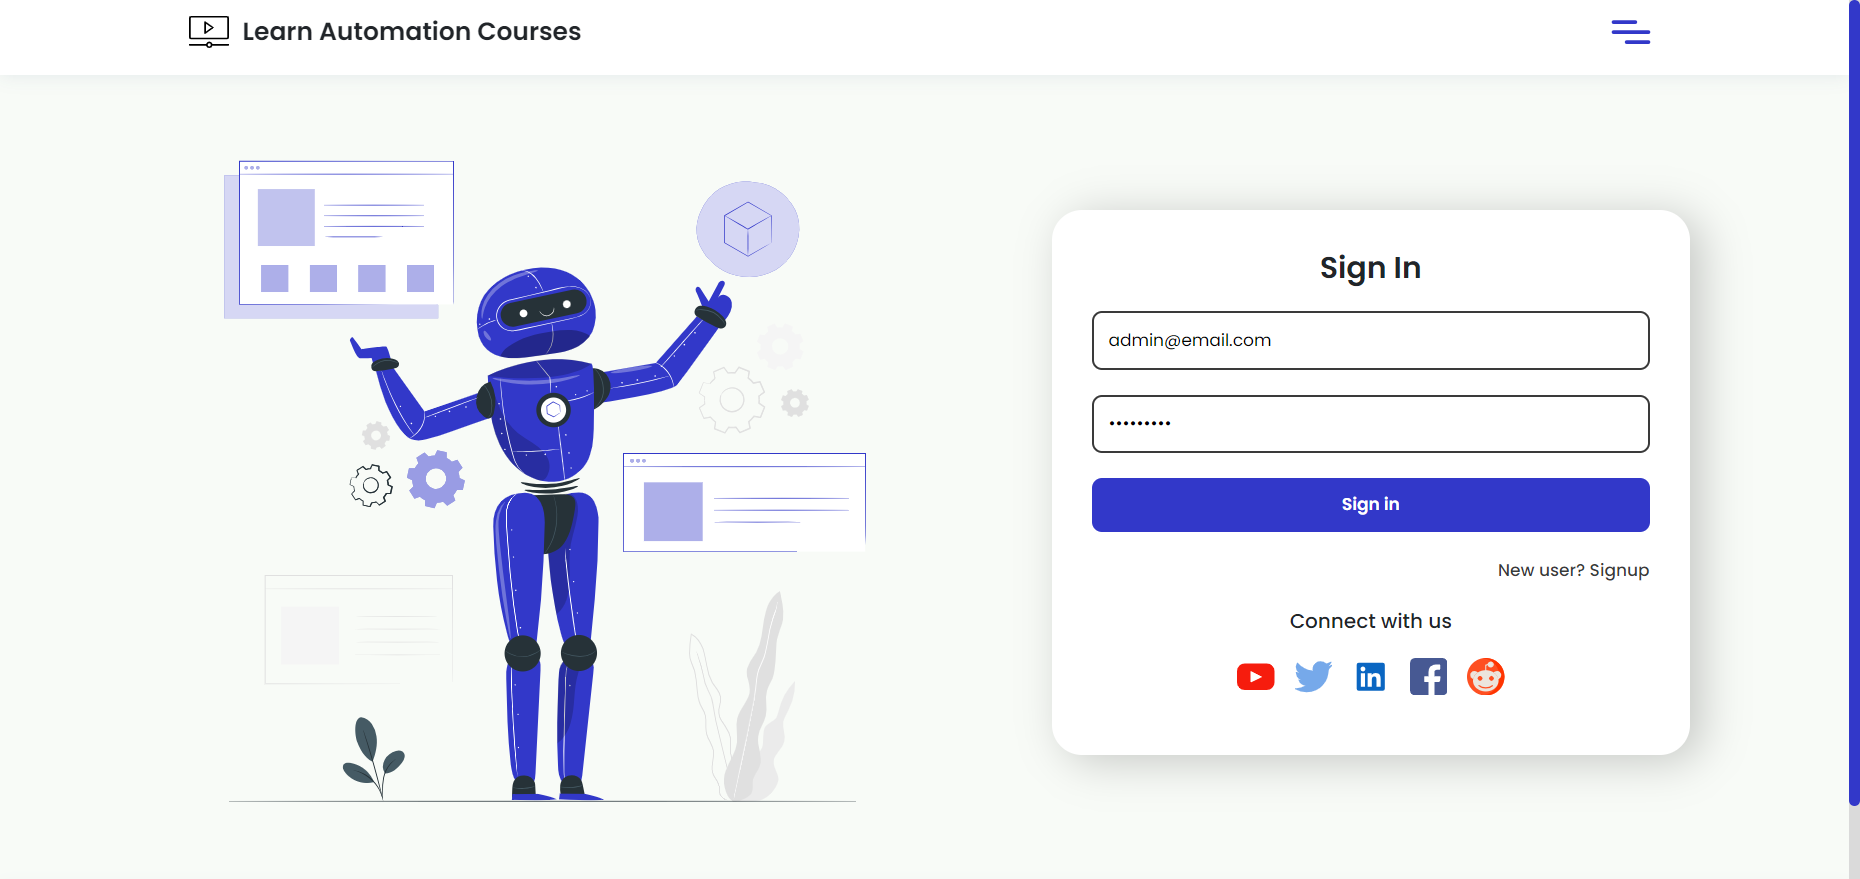 Learn Automation Courses
Sign In
admin@email.com
•••••••••
Sign in
New user? Signup
Connect with us
in